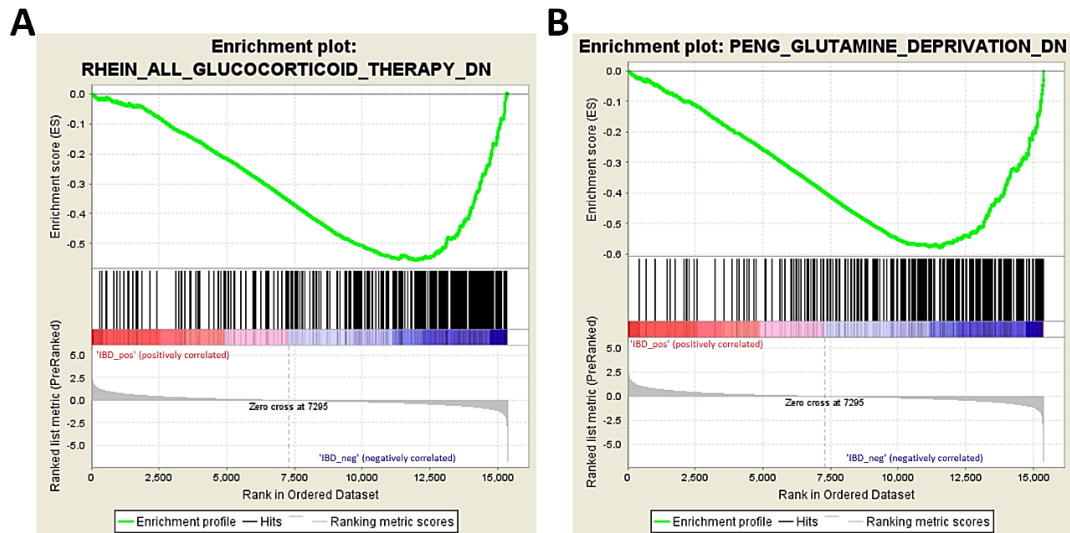 A
Enrichment plot:
RHEIN_ALL_GLUCOCORTICOID_THERAPY_DN
Enrichment score (ES)
0.0
-0.1
-0.2
-0.3
-0.4
-0.5
'IBD_pos' (positively correlated)
Ranked list metric (PreRanked)
5.0
2.5
0.0
-2.5
-5.0
Zero cross at 7295
'IBD_neg' (negatively correlated)
0 2,500 5,000 7,500 10,000 12,500 15,000
Rank in Ordered Dataset
Enrichment profile Hits Ranking metric scores
B
Enrichment plot: PENG_GLUTAMINE_DEPRIVATION_DN
Enrichment score (ES)
0.0
-0.1
-0.2
-0.3
-0.4
-0.5
-0.6
'IBD_pos' (positively correlated)
Ranked list metric (PreRanked)
5.0
2.5
0.0
-2.5
-5.0
Zero cross at 7295
'IBD_neg' (negatively correlated)
0 2,500 5,000 7,500 10,000 12,500 15,000
Rank in Ordered Dataset
Enrichment profile Hits Ranking metric scores